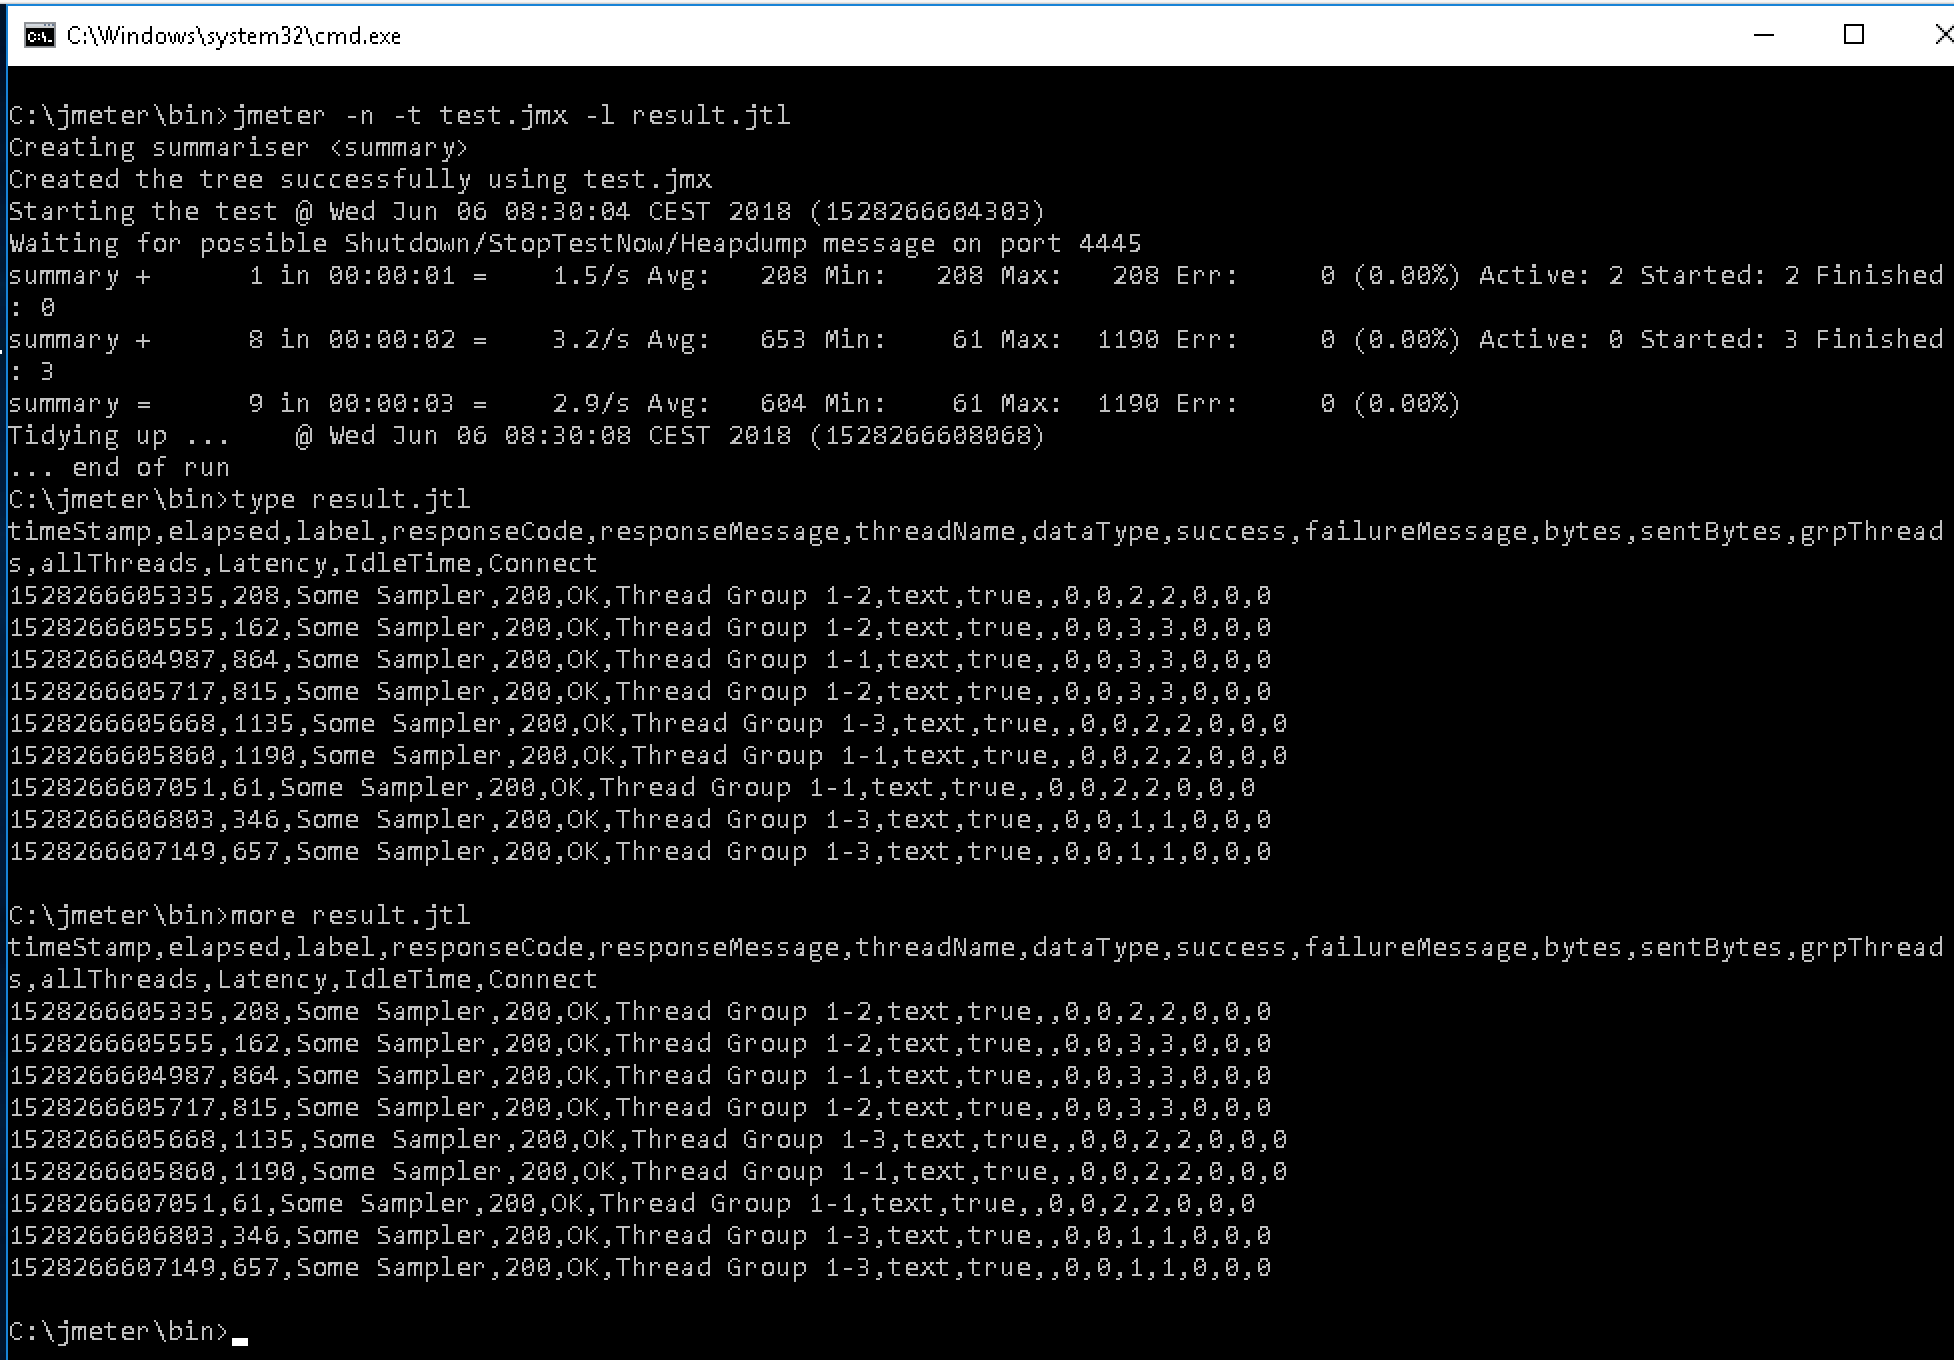 C:\Windows\system32\cmd.exe
C:\jmeter\bin>jmeter -n -t test.jmx -l result.jtl
Creating summariser <summary>
Created the tree successfully using test.jmx
Starting the test @ Wed Jun 06 08:30:04 CEST 2018 (1528266604303)
Waiting for possible Shutdown/StopTestNow/Heapdump message on port 4445
summary +      1 in 00:00:01 =    1.5/s Avg:   208 Min:   208 Max:   208 Err:     0 (0.00%) Active: 2 Started: 2 Finished
: 0
summary +      8 in 00:00:02 =    3.2/s Avg:   653 Min:    61 Max:  1190 Err:     0 (0.00%) Active: 0 Started: 3 Finished
: 3
summary =      9 in 00:00:03 =    2.9/s Avg:   604 Min:    61 Max:  1190 Err:     0 (0.00%)
Tidying up ...    @ Wed Jun 06 08:30:08 CEST 2018 (1528266608068)
... end of run
C:\jmeter\bin>type result.jtl
timeStamp,elapsed,label,responseCode,responseMessage,threadName,dataType,success,failureMessage,bytes,sentBytes,grpThread
s,allThreads,Latency,IdleTime,Connect
1528266605335,208,Some Sampler,200,OK,Thread Group 1-2,text,true,,0,0,2,2,0,0,0
1528266605555,162,Some Sampler,200,OK,Thread Group 1-2,text,true,,0,0,3,3,0,0,0
1528266604987,864,Some Sampler,200,OK,Thread Group 1-1,text,true,,0,0,3,3,0,0,0
1528266605717,815,Some Sampler,200,OK,Thread Group 1-2,text,true,,0,0,3,3,0,0,0
1528266605668,1135,Some Sampler,200,OK,Thread Group 1-3,text,true,,0,0,2,2,0,0,0
1528266605860,1190,Some Sampler,200,OK,Thread Group 1-1,text,true,,0,0,2,2,0,0,0
1528266607051,61,Some Sampler,200,OK,Thread Group 1-1,text,true,,0,0,2,2,0,0,0
1528266606803,346,Some Sampler,200,OK,Thread Group 1-3,text,true,,0,0,1,1,0,0,0
1528266607149,657,Some Sampler,200,OK,Thread Group 1-3,text,true,,0,0,1,1,0,0,0
C:\jmeter\bin>more result.jtl
timeStamp,elapsed,label,responseCode,responseMessage,threadName,dataType,success,failureMessage,bytes,sentBytes,grpThread
s,allThreads,Latency,IdleTime,Connect
1528266605335,208,Some Sampler,200,OK,Thread Group 1-2,text,true,,0,0,2,2,0,0,0
1528266605555,162,Some Sampler,200,OK,Thread Group 1-2,text,true,,0,0,3,3,0,0,0
1528266604987,864,Some Sampler,200,OK,Thread Group 1-1,text,true,,0,0,3,3,0,0,0
1528266605717,815,Some Sampler,200,OK,Thread Group 1-2,text,true,,0,0,3,3,0,0,0
1528266605668,1135,Some Sampler,200,OK,Thread Group 1-3,text,true,,0,0,2,2,0,0,0
1528266605860,1190,Some Sampler,200,OK,Thread Group 1-1,text,true,,0,0,2,2,0,0,0
1528266607051,61,Some Sampler,200,OK,Thread Group 1-1,text,true,,0,0,2,2,0,0,0
1528266606803,346,Some Sampler,200,OK,Thread Group 1-3,text,true,,0,0,1,1,0,0,0
1528266607149,657,Some Sampler,200,OK,Thread Group 1-3,text,true,,0,0,1,1,0,0,0
C:\jmeter\bin>